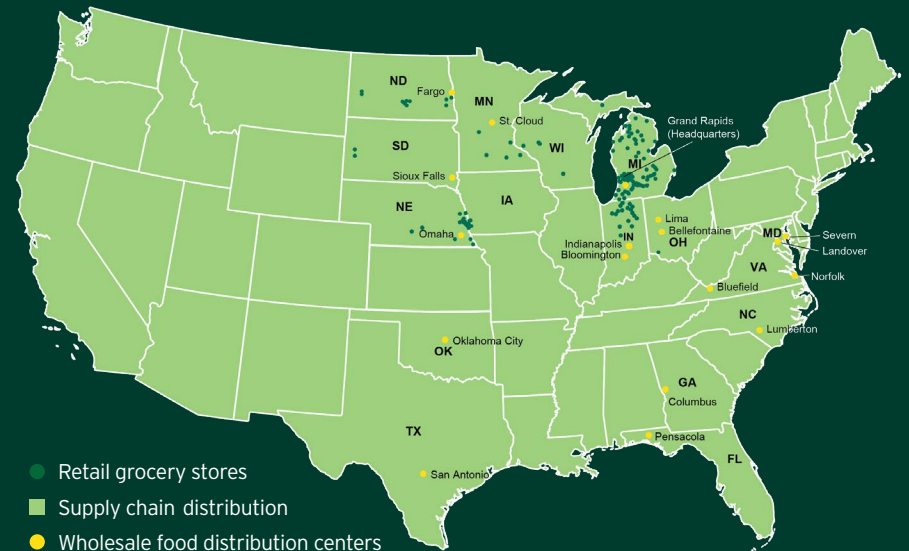 ND
Fargo
MN
St. Cloud
Grand Rapids
(Headquarters)
WI
SD
MI
Sioux Falls
NE
IA
Omaha
Lima
Bellefontaine
IN
OH
MD
Severn
Indianapolis
Landover
Bloomington
VA
Norfolk
Bluefield
NC
Lumberton
Oklahoma City
OK
GA
Columbus
TX
Pensacola
FL
San Antonio
Retail grocery stores
Supply chain distribution
Wholesale food distribution centers